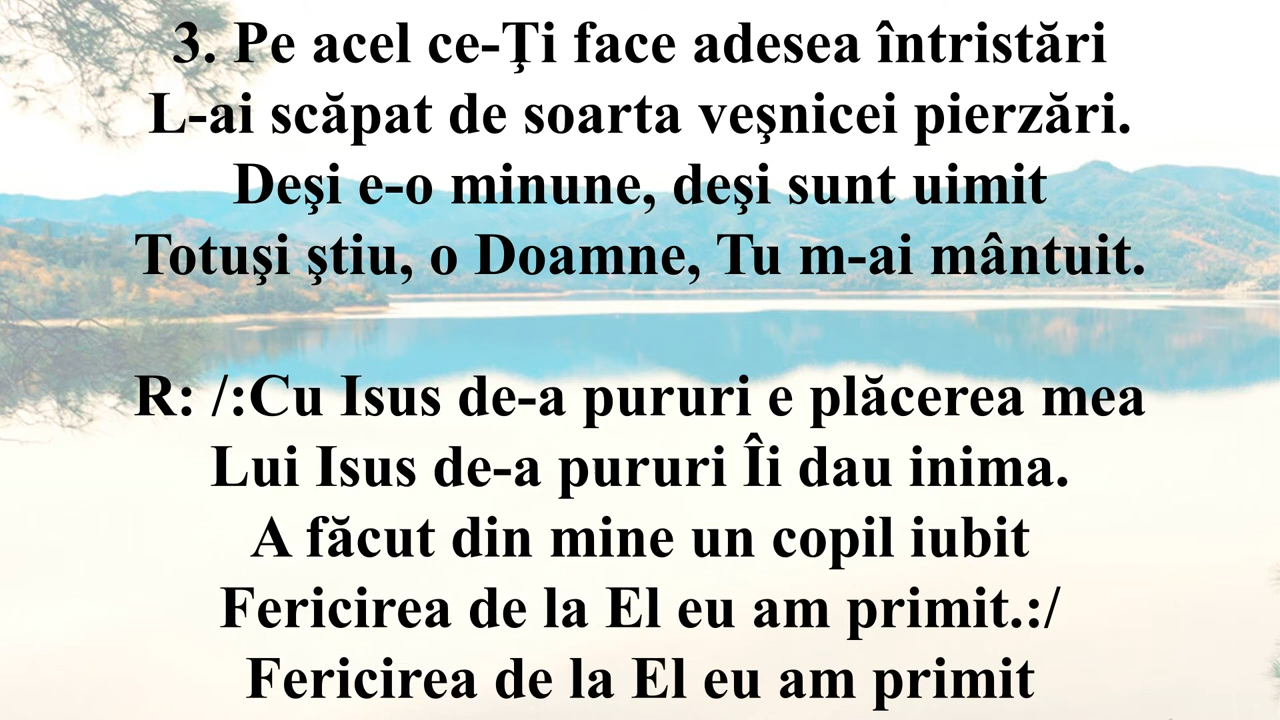 3. Pe acel ce-Ţi face adesea întristări
L-ai scăpat de soarta veşnicei pierzări.
Deşi e-o minune, deşi sunt uimit
Totuşi ştiu, o Doamne, Tu m-ai mântuit.
R: /:Cu Isus de-a pururi e plăcerea mea
Lui Isus de-a pururi Îi dau inima.
A făcut din mine un copil iubit
Fericirea de la El eu am primit.:/
Fericirea de la El eu am primit